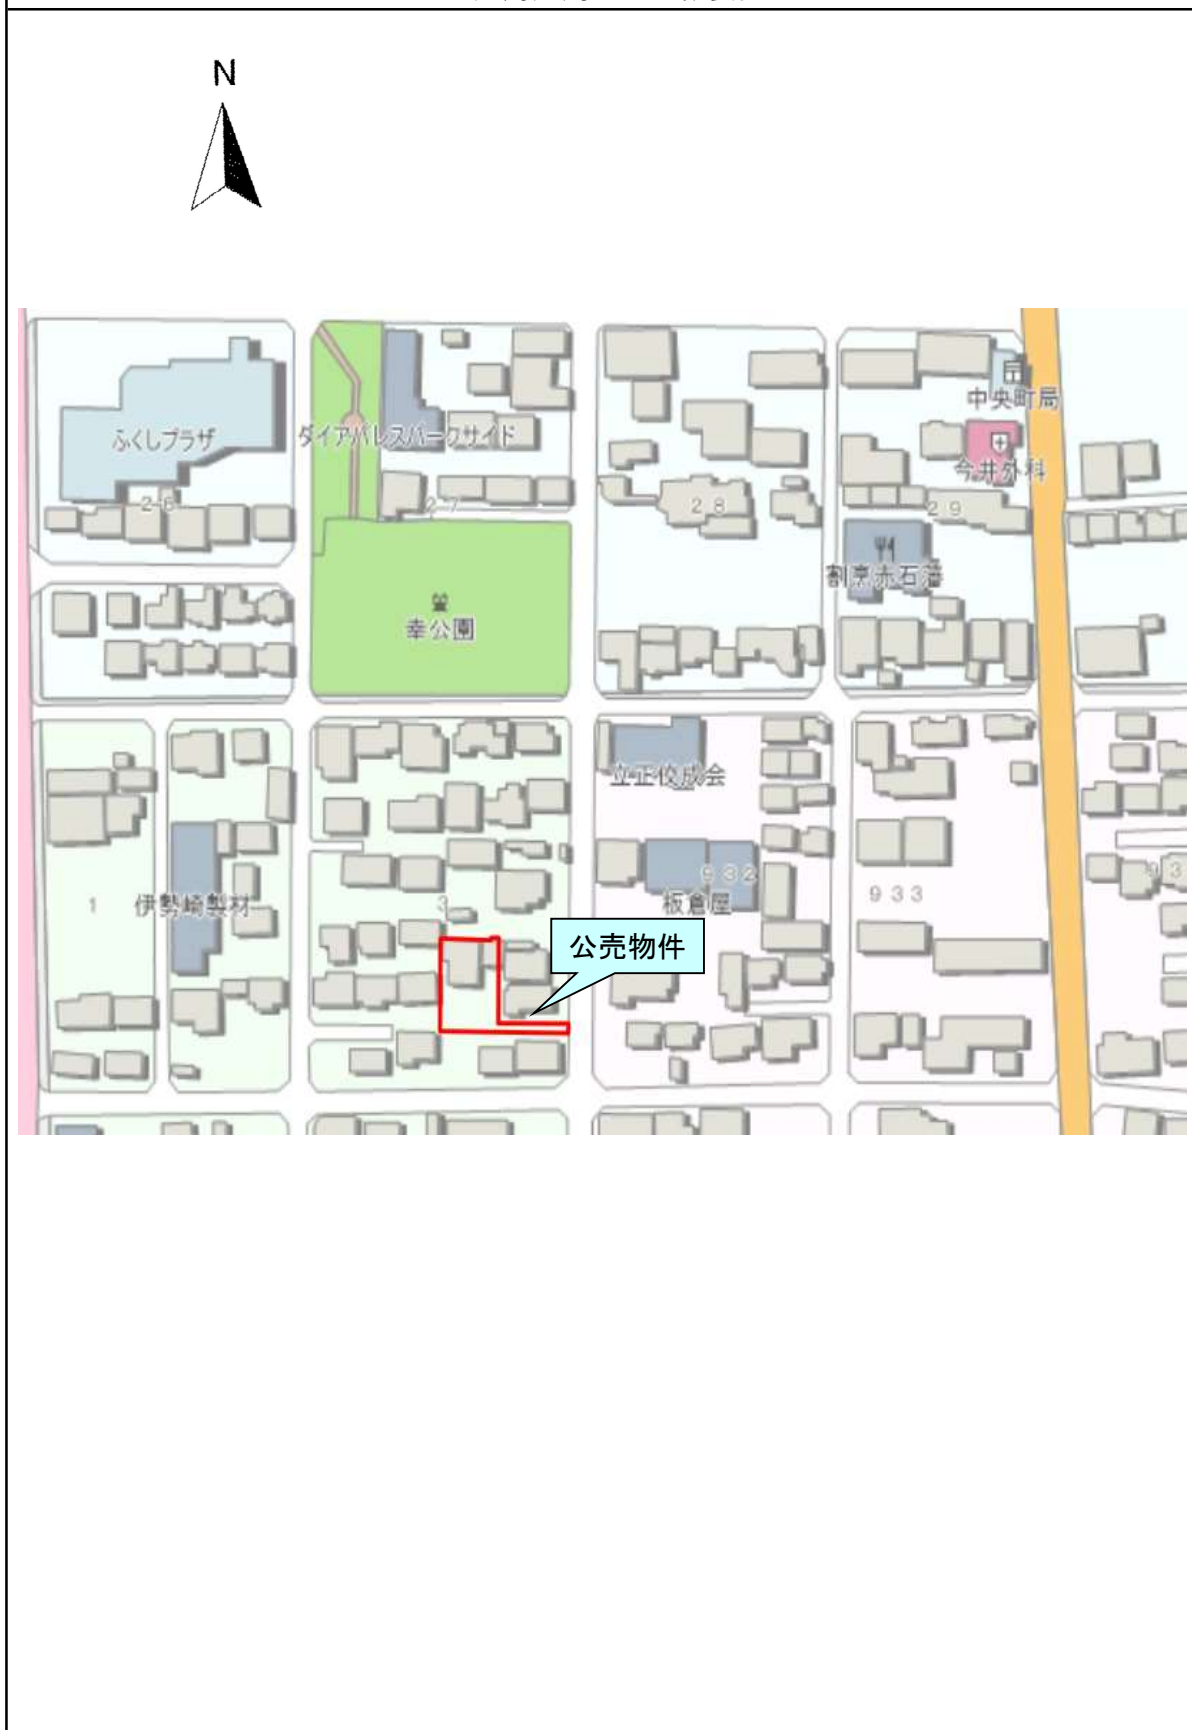 N
中央町局
ふくしプラザ
ダイアパレスパークサイド
今井外科
26
27
28
29
割烹赤石藩
幸公園
立正佼成会
932
933
93
1
伊勢崎製材
3
板倉屋
公売物件